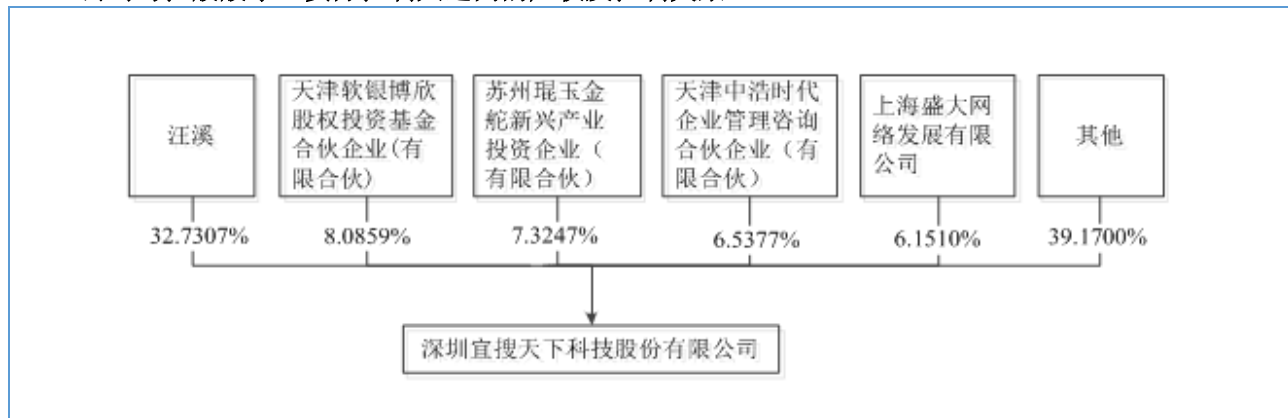 汪溪
天津软银博欣
股权投资基金
合伙企业(有
限合伙)
苏州琨玉金
舵新兴产业
投资企业（
有限合伙）
天津中浩时代
企业管理咨询
合伙企业（有
限合伙）
上海盛大网
络发展有限
公司
其他
32.7307%
8.0859%
7.3247%
6.5377%
6.1510%
39.1700%
深圳宜搜天下科技股份有限公司